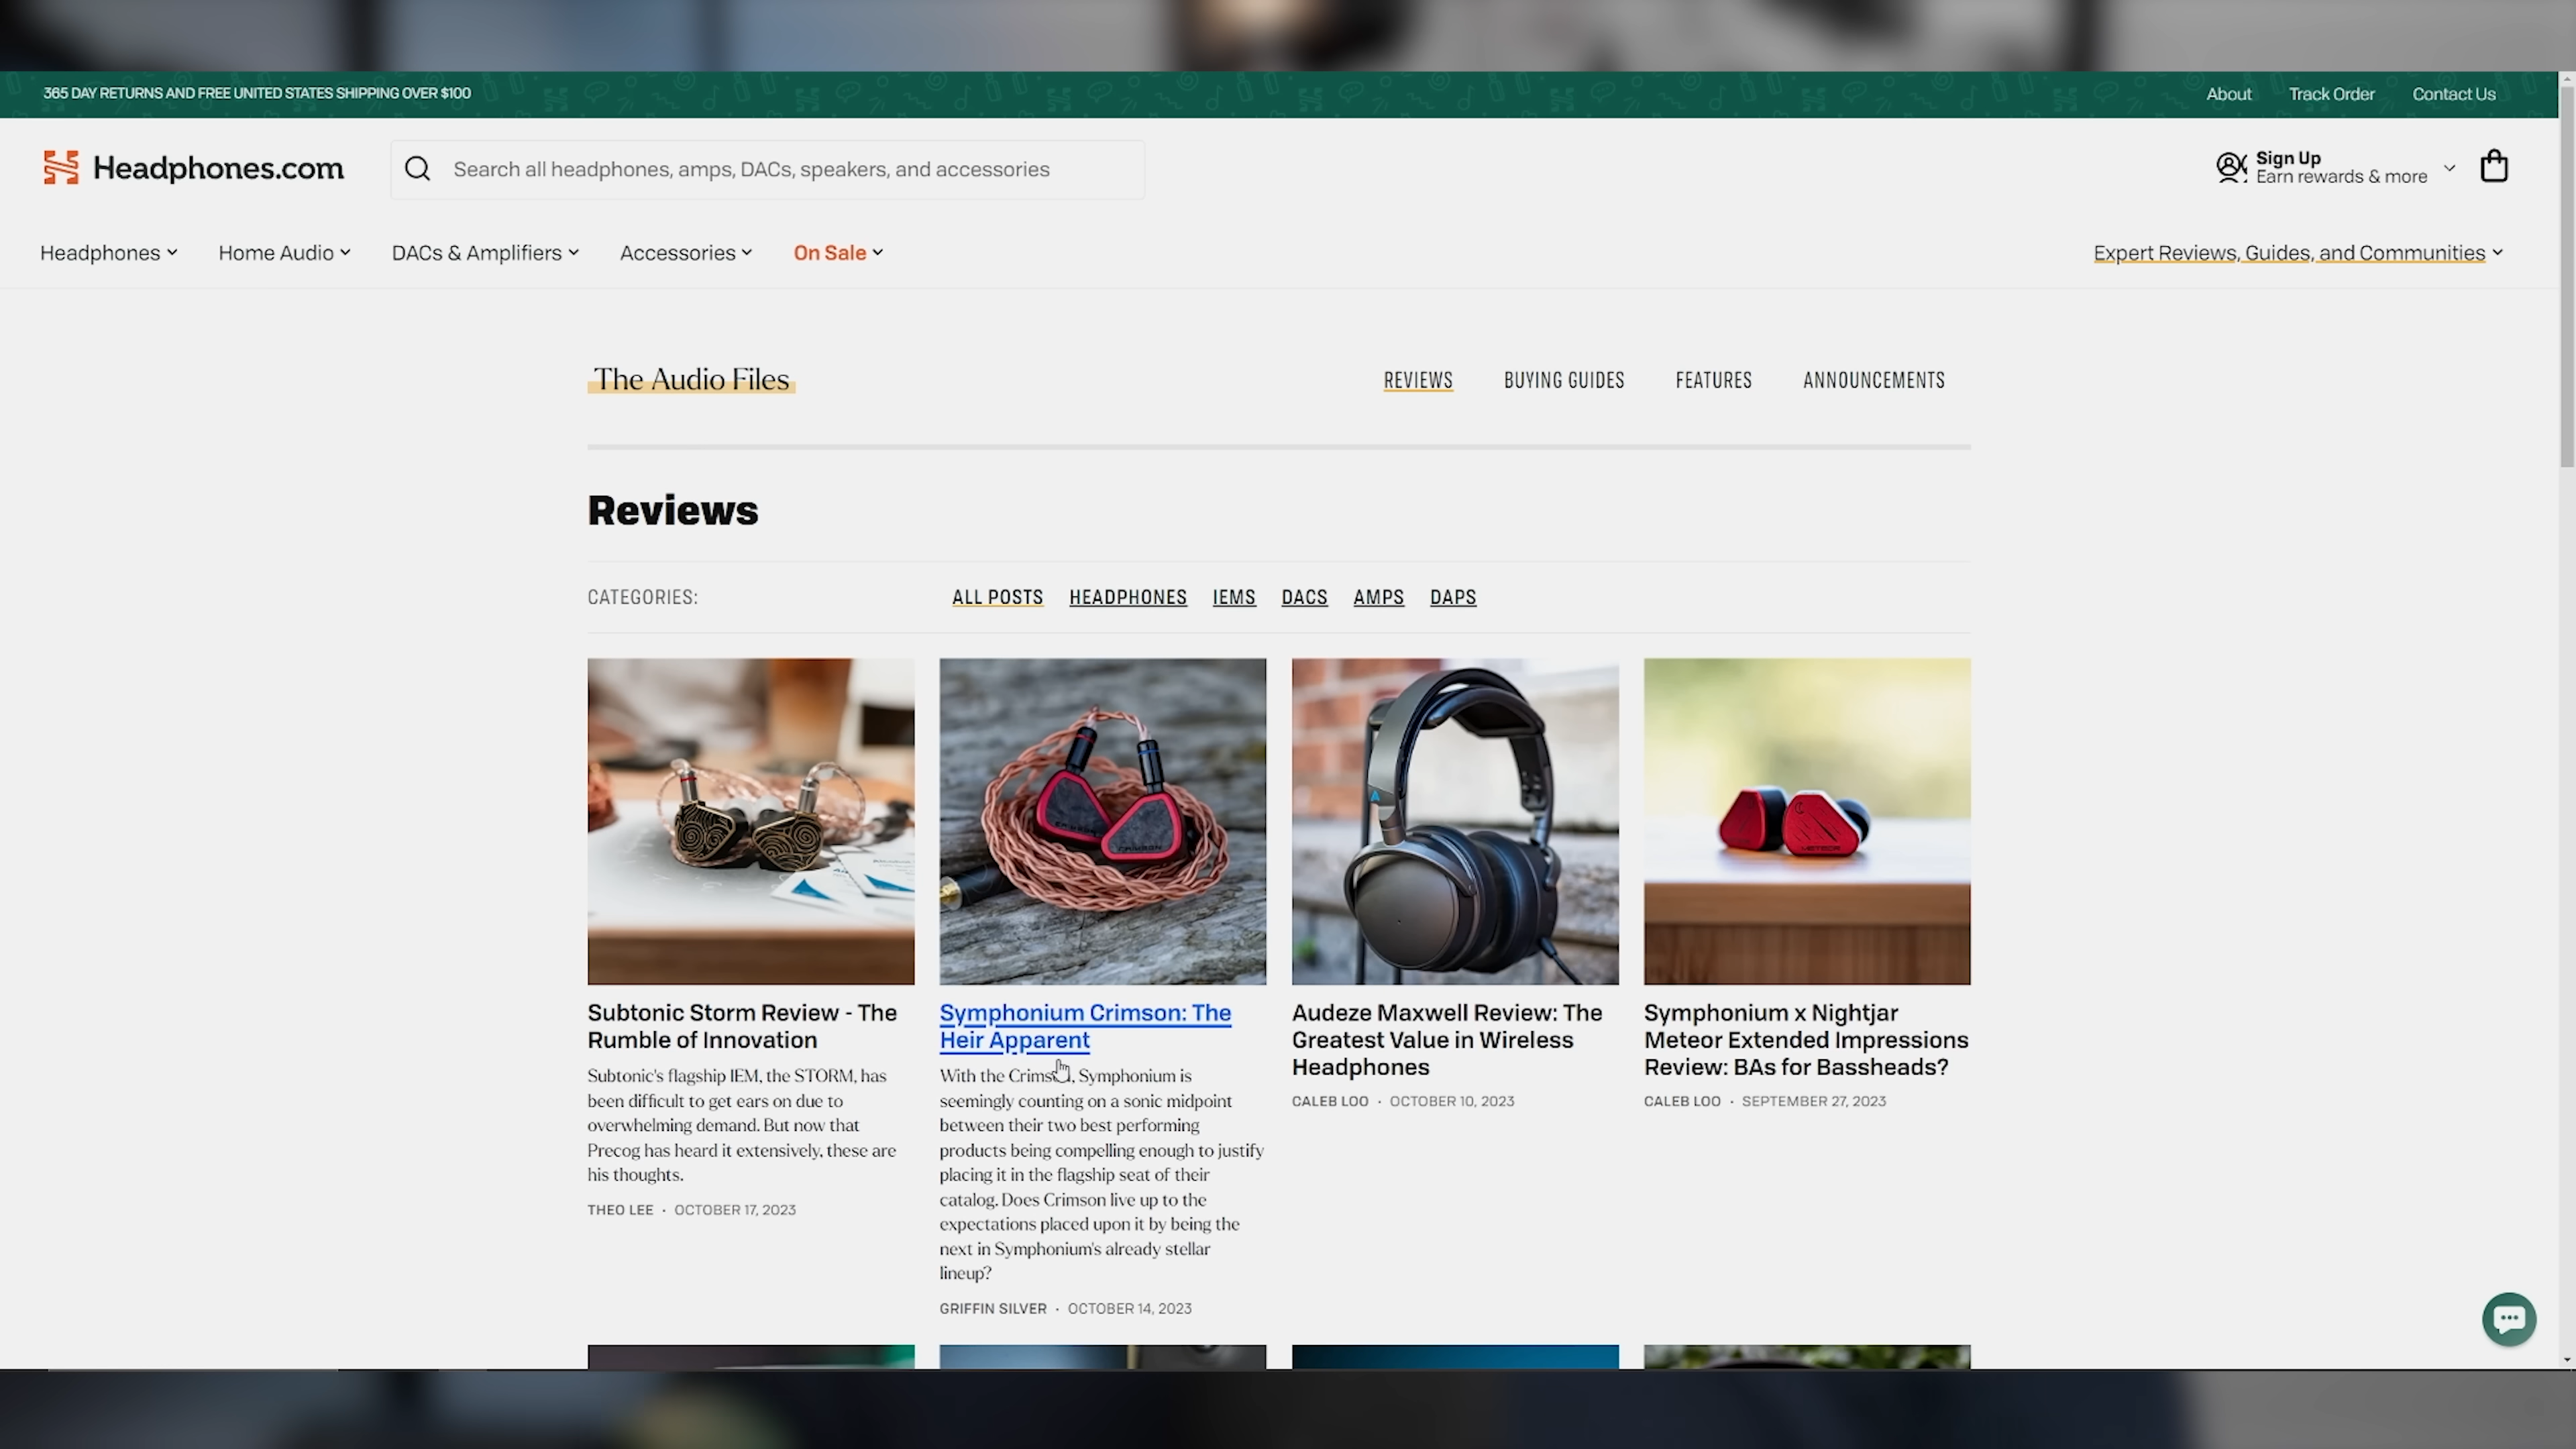 365 DAY RETURNS AND FREE UNITED STATES SHIPPING OVER $100
About
Track Order
Contact Us
Headphones.com
Search all headphones, amps, DACs, speakers, and accessories
Sign Up
Earn rewards & more
Headphones
Home Audio
DACs & Amplifiers
Accessories
On Sale
Expert Reviews, Guides, and Communities
The Audio Files
REVIEWS
BUYING GUIDES
FEATURES
ANNOUNCEMENTS
Reviews
CATEGORIES:
ALL POSTS
HEADPHONES
IEMS
DACS
AMPS
DAPS
CRIMSON
METEOR
Subtonic Storm Review - The
Rumble of Innovation
Subtonic's flagship IEM, the STORM, has
been difficult to get ears on due to
overwhelming demand. But now that
Precog has heard it extensively, these are
his thoughts.
THEO LEE · OCTOBER 17, 2023
Symphonium Crimson: The
Heir Apparent
With the Crimson, Symphonium is
seemingly counting on a sonic midpoint
between their two best performing
products being compelling enough to justify
placing it in the flagship seat of their
catalog. Does Crimson live up to the
expectations placed upon it by being the
next in Symphonium's already stellar
lineup?
GRIFFIN SILVER · OCTOBER 14, 2023
Audeze Maxwell Review: The
Greatest Value in Wireless
Headphones
CALEB LOO · OCTOBER 10, 2023
Symphonium x Nightjar
Meteor Extended Impressions
Review: BAs for Bassheads?
CALEB LOO · SEPTEMBER 27, 2023